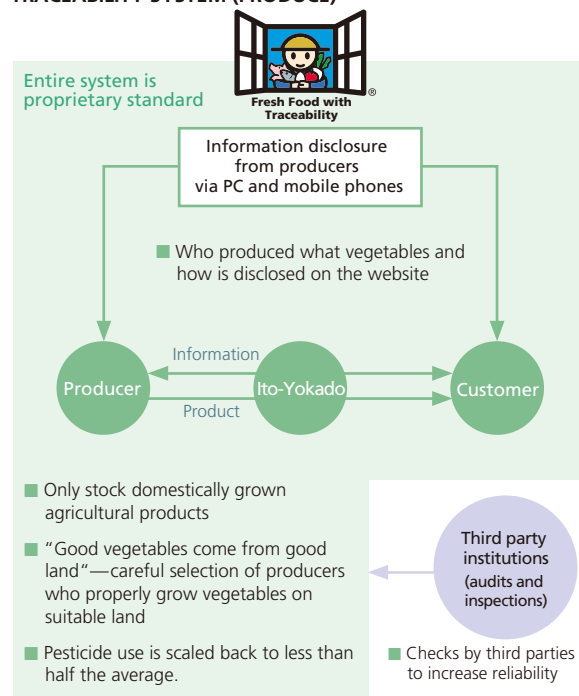 TRACEABILITY SYSTEM (PRODUCE)
Entire system is
proprietary standard
®
Fresh Food with
Traceability
Information disclosure
from producers
via PC and mobile phones
■ Who produced what vegetables and
how is disclosed on the website
Information
Producer
Ito-Yokado
Customer
Product
■ Only stock domestically grown
agricultural products
■ “Good vegetables come from good
land“—careful selection of producers
who properly grow vegetables on
suitable land
■ Pesticide use is scaled back to less than
half the average.
Third party
institutions
(audits and
inspections)
■ Checks by third parties
to increase reliability